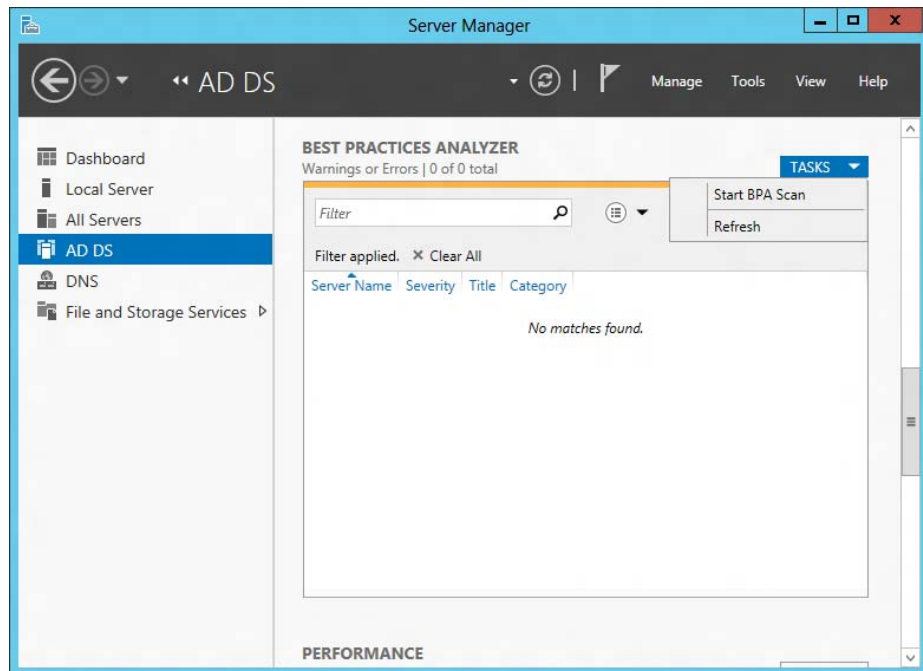 Server Manager
AD DS
Manage Tools View Help
Dashboard
Local Server
All Servers
AD DS
DNS
File and Storage Services
BEST PRACTICES ANALYZER
Warnings or Errors | 0 of 0 total
TASKS
Start BPA Scan
Refresh
Filter
Filter applied. Clear All
Server Name Severity Title Category
No matches found.
PERFORMANCE